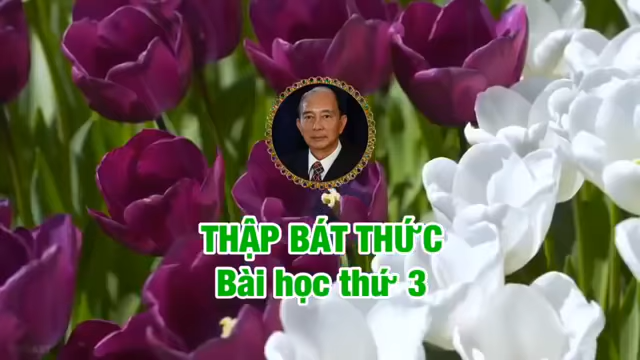 THẬP BÁT THỨC
Bài học thứ 3